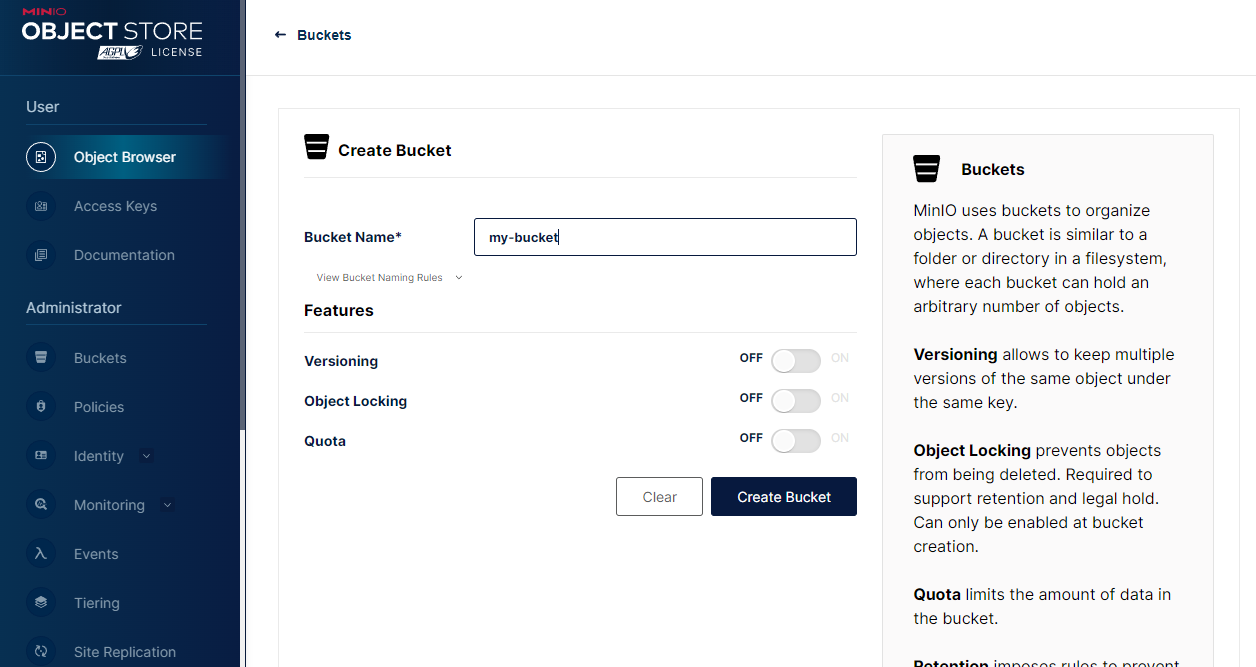 MINIO
OBJECT STORE
AGPLv3 LICENSE
User
Object Browser
Access Keys
Documentation
Administrator
Buckets
Policies
Identity
Monitoring
Events
Tiering
Site Replication
← Buckets
Create Bucket
Bucket Name*
my-bucket
View Bucket Naming Rules
Features
Versioning
OFF ON
Object Locking
OFF ON
Quota
OFF ON
Clear
Create Bucket
Buckets
MinIO uses buckets to organize
objects. A bucket is similar to a
folder or directory in a filesystem,
where each bucket can hold an
arbitrary number of objects.
Versioning allows to keep multiple
versions of the same object under
the same key.
Object Locking prevents objects
from being deleted. Required to
support retention and legal hold.
Can only be enabled at bucket
creation.
Quota limits the amount of data in
the bucket.
Retention imposes rules to prevent